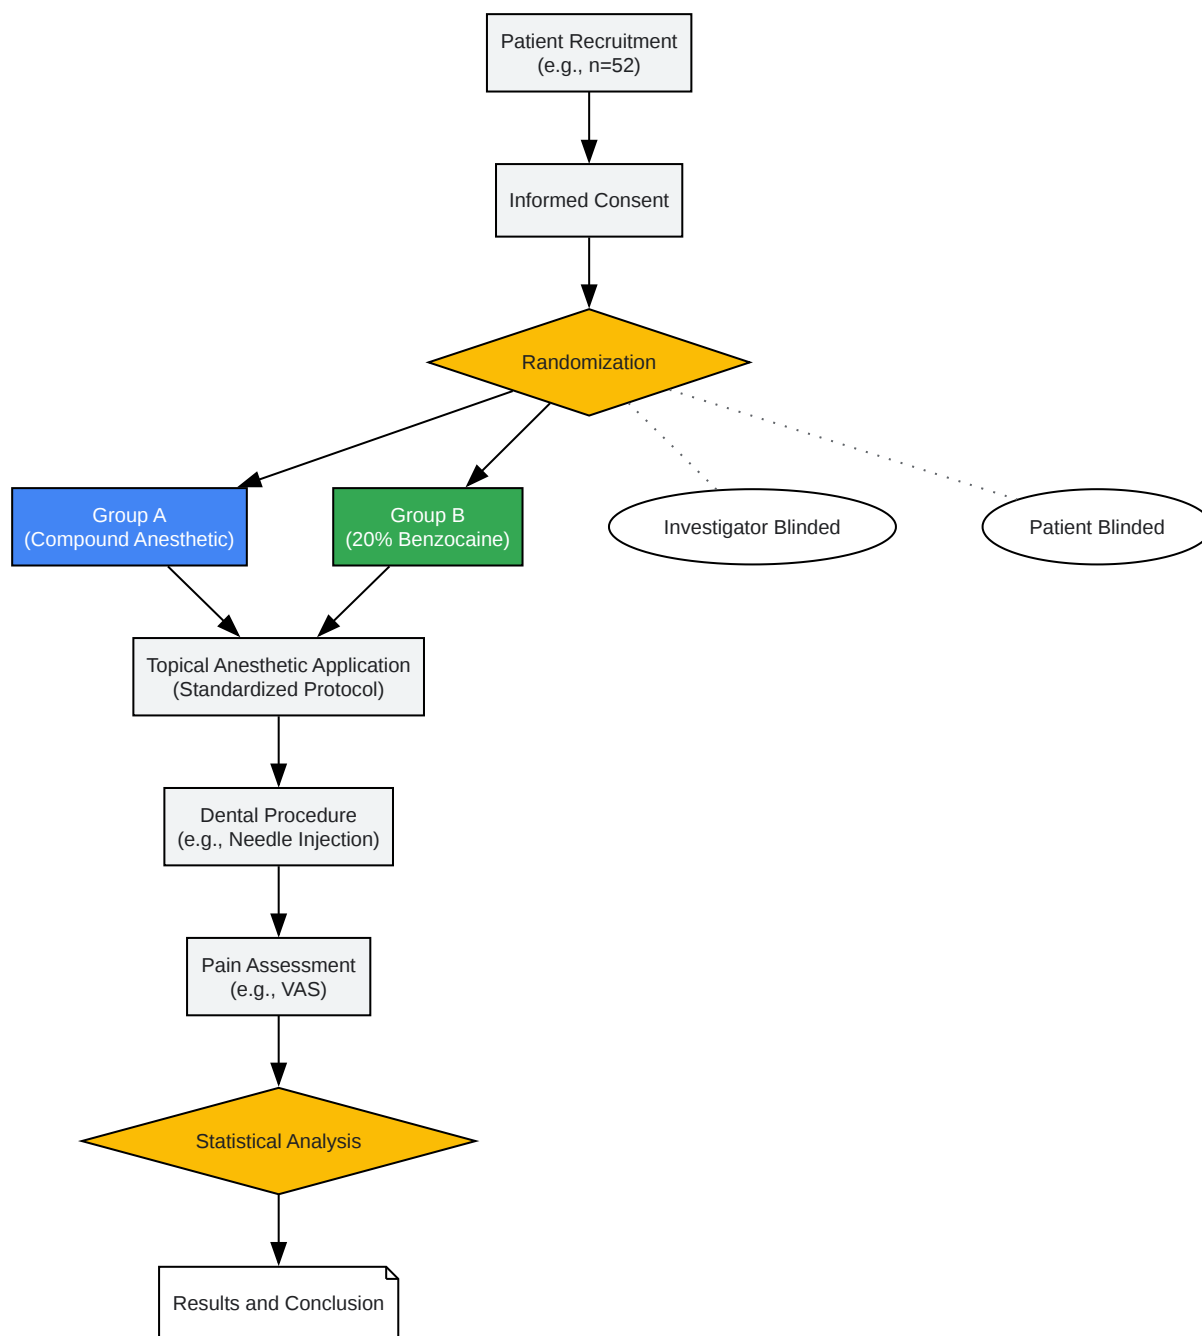 Patient Recruitment
(e.g., n=52)
Informed Consent
Randomization
Group A
(Compound Anesthetic)
Group B
(20% Benzocaine)
Investigator Blinded
Patient Blinded
Topical Anesthetic Application
(Standardized Protocol)
Dental Procedure
(e.g., Needle Injection)
Pain Assessment
(e.g., VAS)
Statistical Analysis
Results and Conclusion